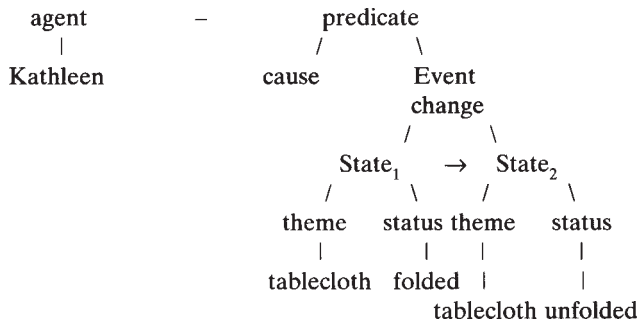 agent – predicate
Kathleen cause Event
change
State₁ → State₂
theme status theme status
tablecloth folded
tablecloth unfolded